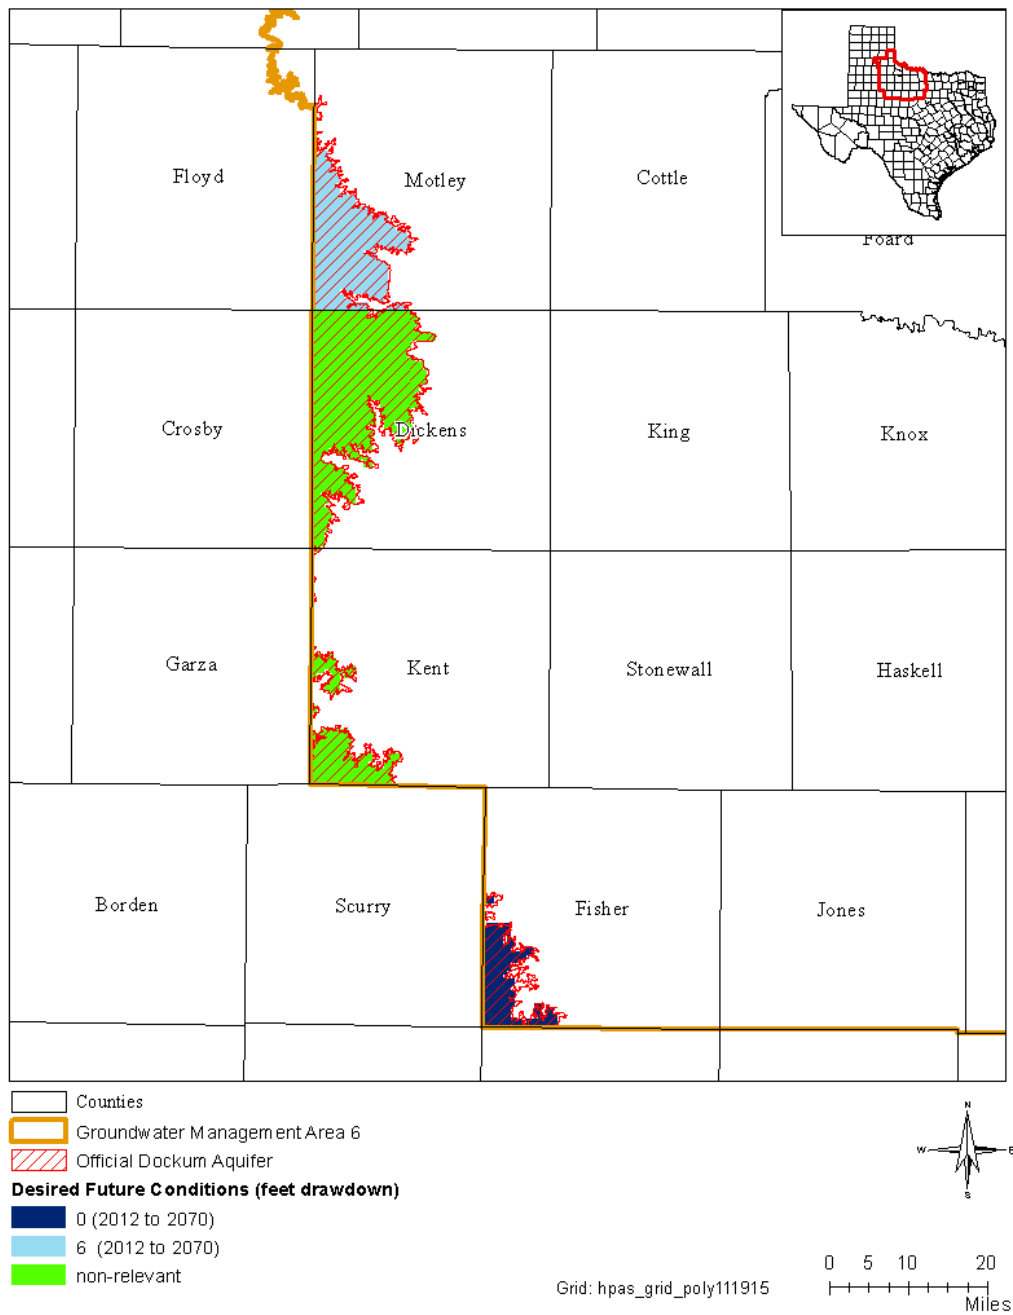 Floyd
Motley
Cottle
Foard
Crosby
Dickens
King
Knox
Garza
Kent
Stonewall
Haskell
Borden
Scurry
Fisher
Jones
Counties
Groundwater Management Area 6
Official Dockum Aquifer
Desired Future Conditions (feet drawdown)
0 (2012 to 2070)
6 (2012 to 2070)
non-relevant
N
W
E
S
Grid: hpas_grid_poly111915
0 5 10 20
Miles